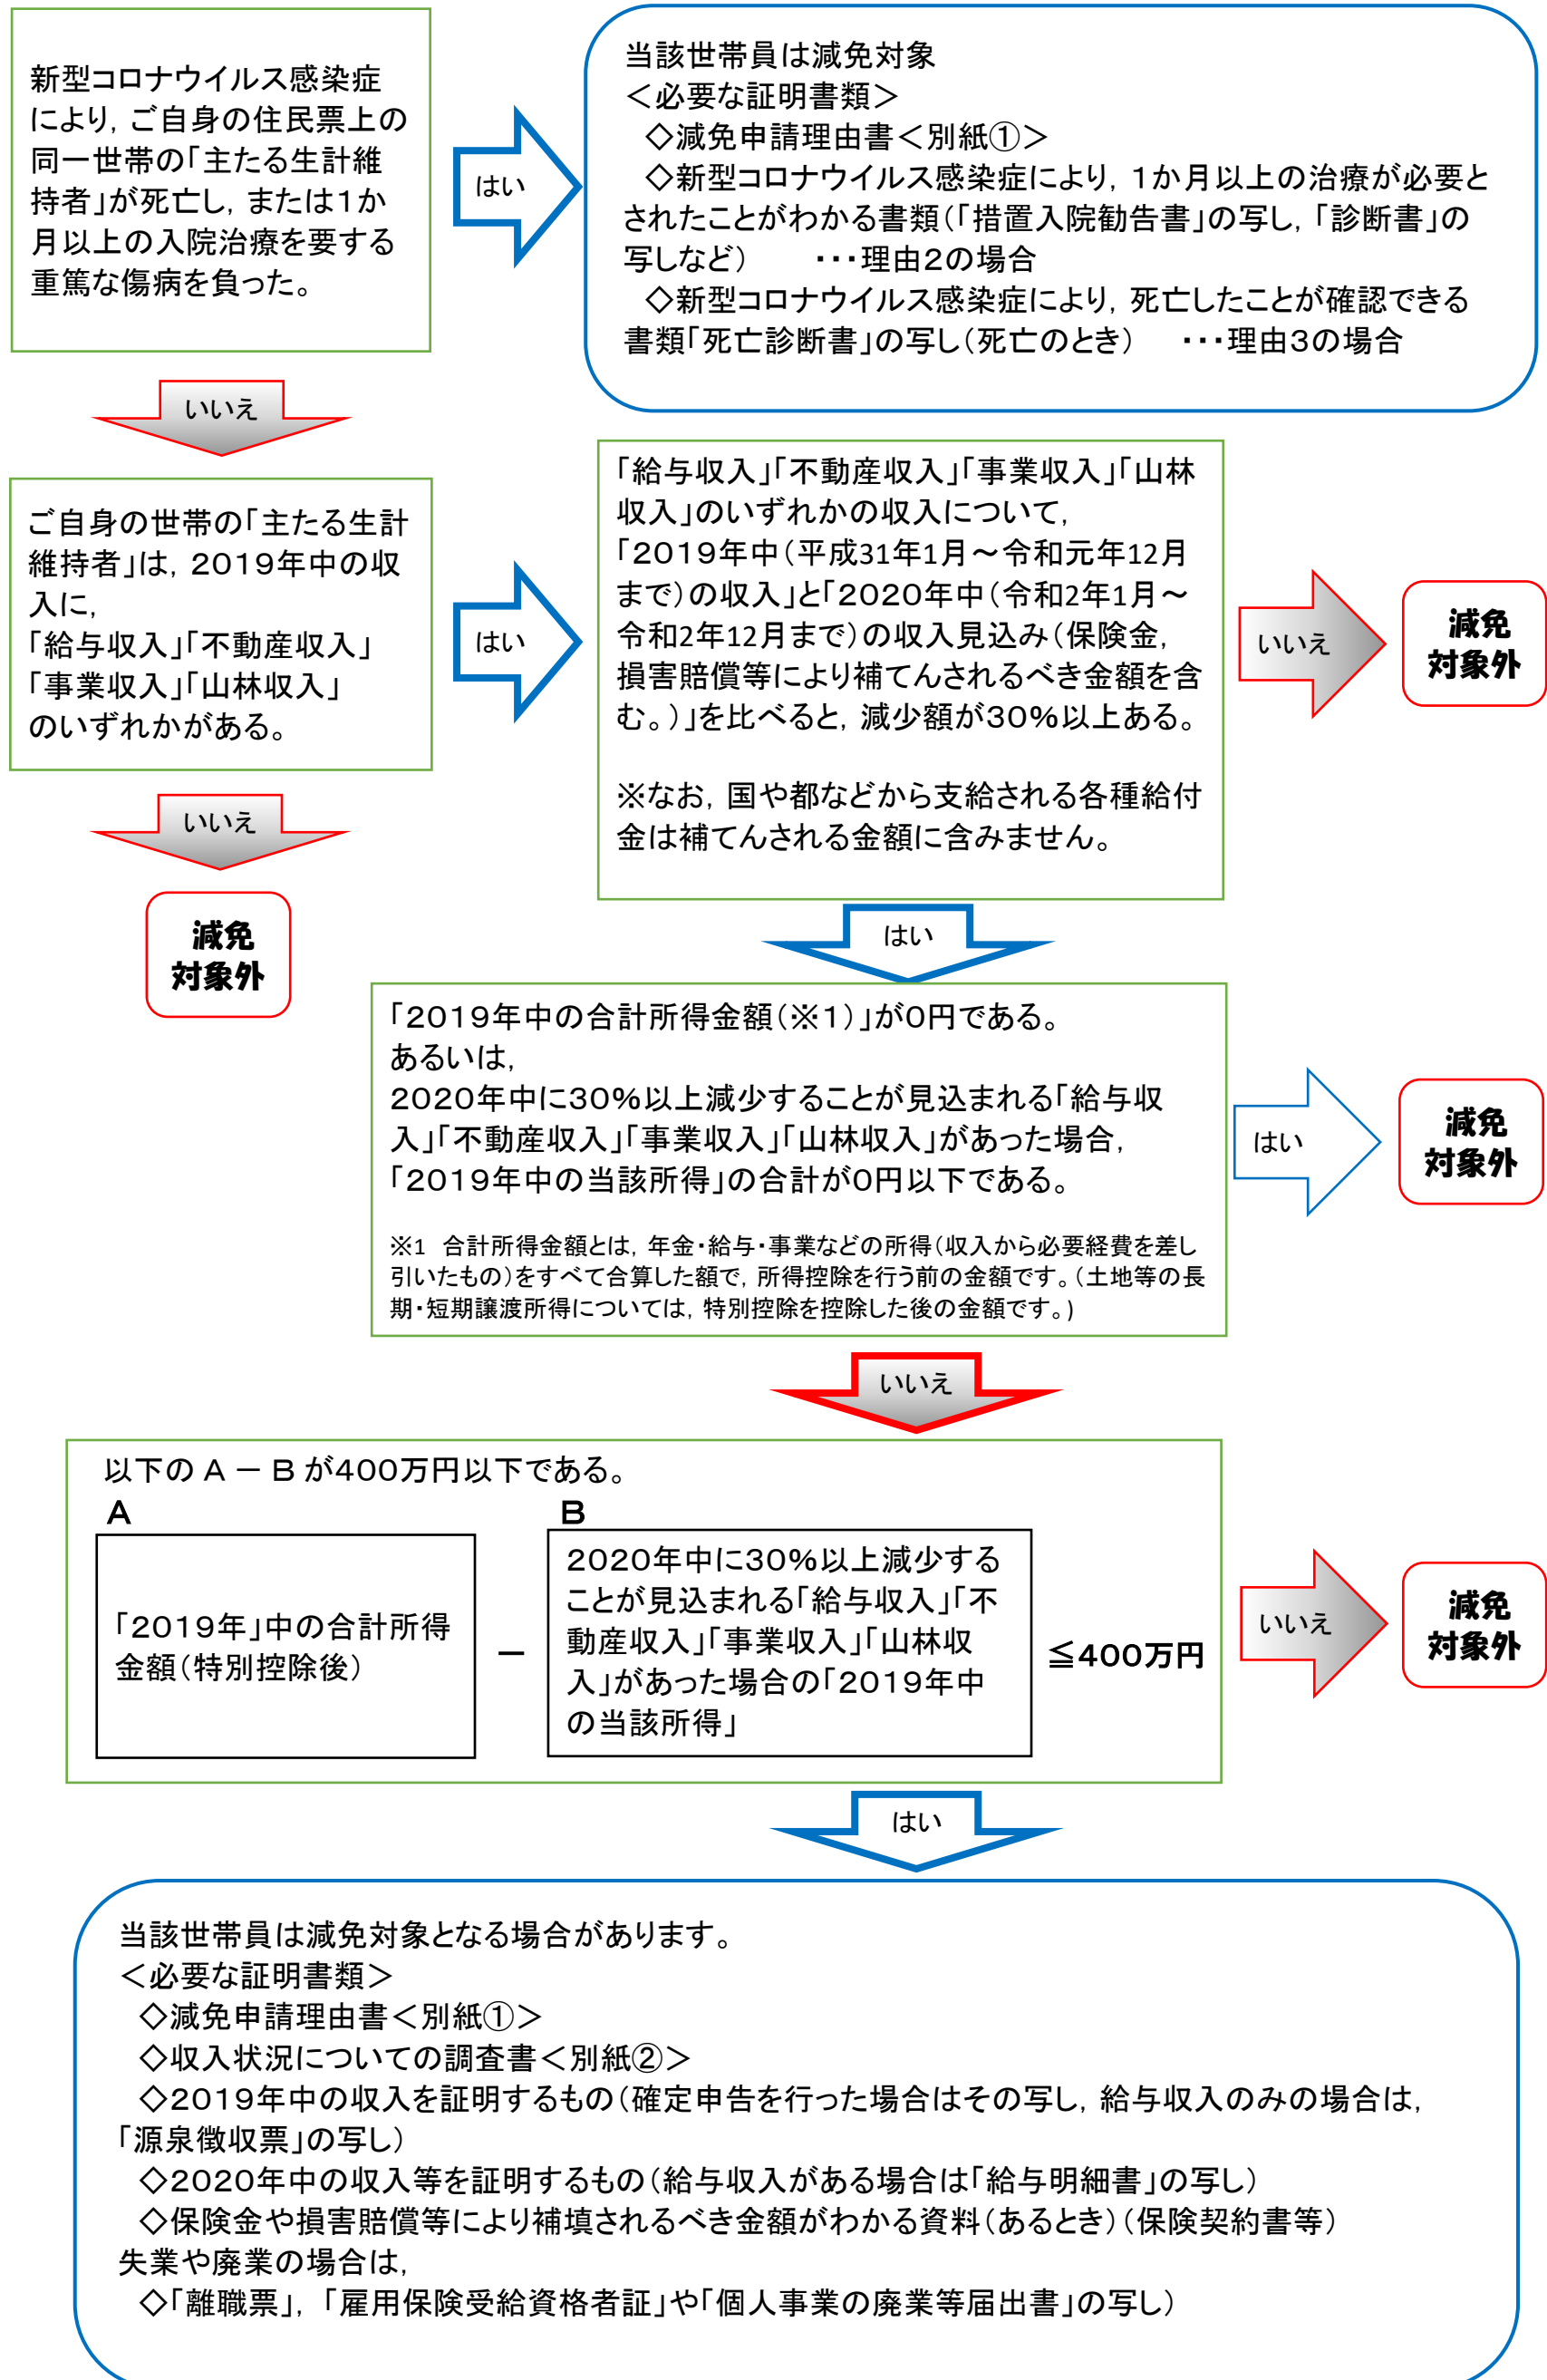 新型コロナウイルス感染症
により，ご自身の住民票上の
同一世帯の「主たる生計維
持者」が死亡し，または１か
月以上の入院治療を要する
重篤な傷病を負った。
はい
当該世帯員は減免対象
＜必要な証明書類＞
◇減免申請理由書＜別紙①＞
◇新型コロナウイルス感染症により，１か月以上の治療が必要と
されたことがわかる書類（「措置入院勧告書」の写し，「診断書」の
写しなど）　　・・・理由２の場合
◇新型コロナウイルス感染症により，死亡したことが確認できる
書類「死亡診断書」の写し（死亡のとき）　・・・理由３の場合
いいえ
ご自身の世帯の「主たる生計
維持者」は，２０１９年中の収
入に，
「給与収入」「不動産収入」
「事業収入」「山林収入」
のいずれかがある。
はい
「給与収入」「不動産収入」「事業収入」「山林
収入」のいずれかの収入について，
「２０１９年中（平成31年1月～令和元年12月
まで）の収入」と「２０２０年中（令和2年1月～
令和2年12月まで）の収入見込み（保険金，
損害賠償等により補てんされるべき金額を含
む。）」を比べると，減少額が３０％以上ある。
※なお，国や都などから支給される各種給付
金は補てんされる金額に含みません。
いいえ
減免
対象外
いいえ
減免
対象外
はい
「２０１９年中の合計所得金額（※１）」が０円である。
あるいは，
２０２０年中に３０％以上減少することが見込まれる「給与収
入」「不動産収入」「事業収入」「山林収入」があった場合，
「２０１９年中の当該所得」の合計が０円以下である。
※1　合計所得金額とは，年金・給与・事業などの所得（収入から必要経費を差し
引いたもの）をすべて合算した額で，所得控除を行う前の金額です。（土地等の長
期・短期譲渡所得については，特別控除を控除した後の金額です。)
はい
減免
対象外
いいえ
以下の Ａ － Ｂ が４００万円以下である。
Ａ
Ｂ
「２０１９年」中の合計所得
金額（特別控除後）
－
２０２０年中に３０％以上減少する
ことが見込まれる「給与収入」「不
動産収入」「事業収入」「山林収
入」があった場合の「２０１９年中
の当該所得」
≦４００万円
いいえ
減免
対象外
はい
当該世帯員は減免対象となる場合があります。
＜必要な証明書類＞
◇減免申請理由書＜別紙①＞
◇収入状況についての調査書＜別紙②＞
◇２０１９年中の収入を証明するもの（確定申告を行った場合はその写し，給与収入のみの場合は，
「源泉徴収票」の写し）
◇２０２０年中の収入等を証明するもの（給与収入がある場合は「給与明細書」の写し）
◇保険金や損害賠償等により補填されるべき金額がわかる資料（あるとき）（保険契約書等）
失業や廃業の場合は，
◇「離職票」，「雇用保険受給資格者証」や「個人事業の廃業等届出書」の写し）